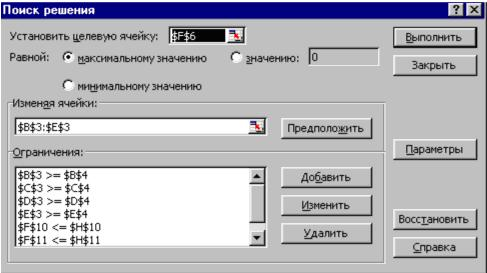 Поиск решения
Установить целевую ячейку: $F$6 Выполнить
Равной: максимальному значению значению: 0 Закрыть
минимальному значению
Изменяя ячейки:
$B$3:$E$3 Предположить
Ограничения: Параметры
$B$3 >= $B$4 Добавить
$C$3 >= $C$4
$D$3 >= $D$4 Изменить
$E$3 >= $E$4 Восстановить
$F$10 <= $H$10 Удалить
$F$11 <= $H$11 Справка